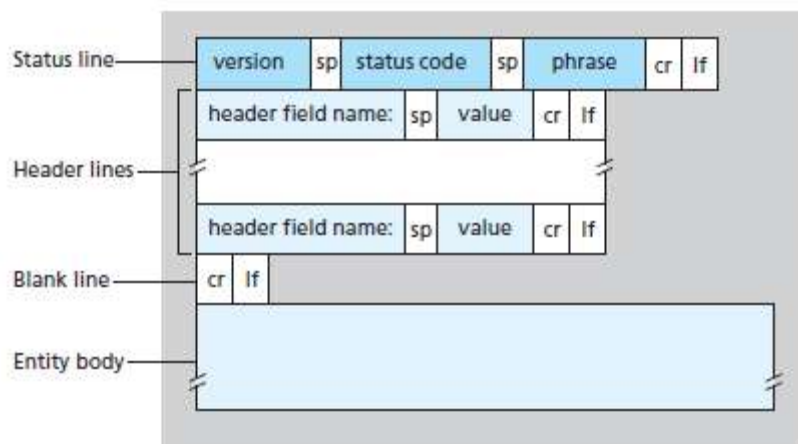 Status line
version sp status code sp phrase cr lf
header field name: sp value cr lf
Header lines
header field name: sp value cr lf
Blank line
cr lf
Entity body